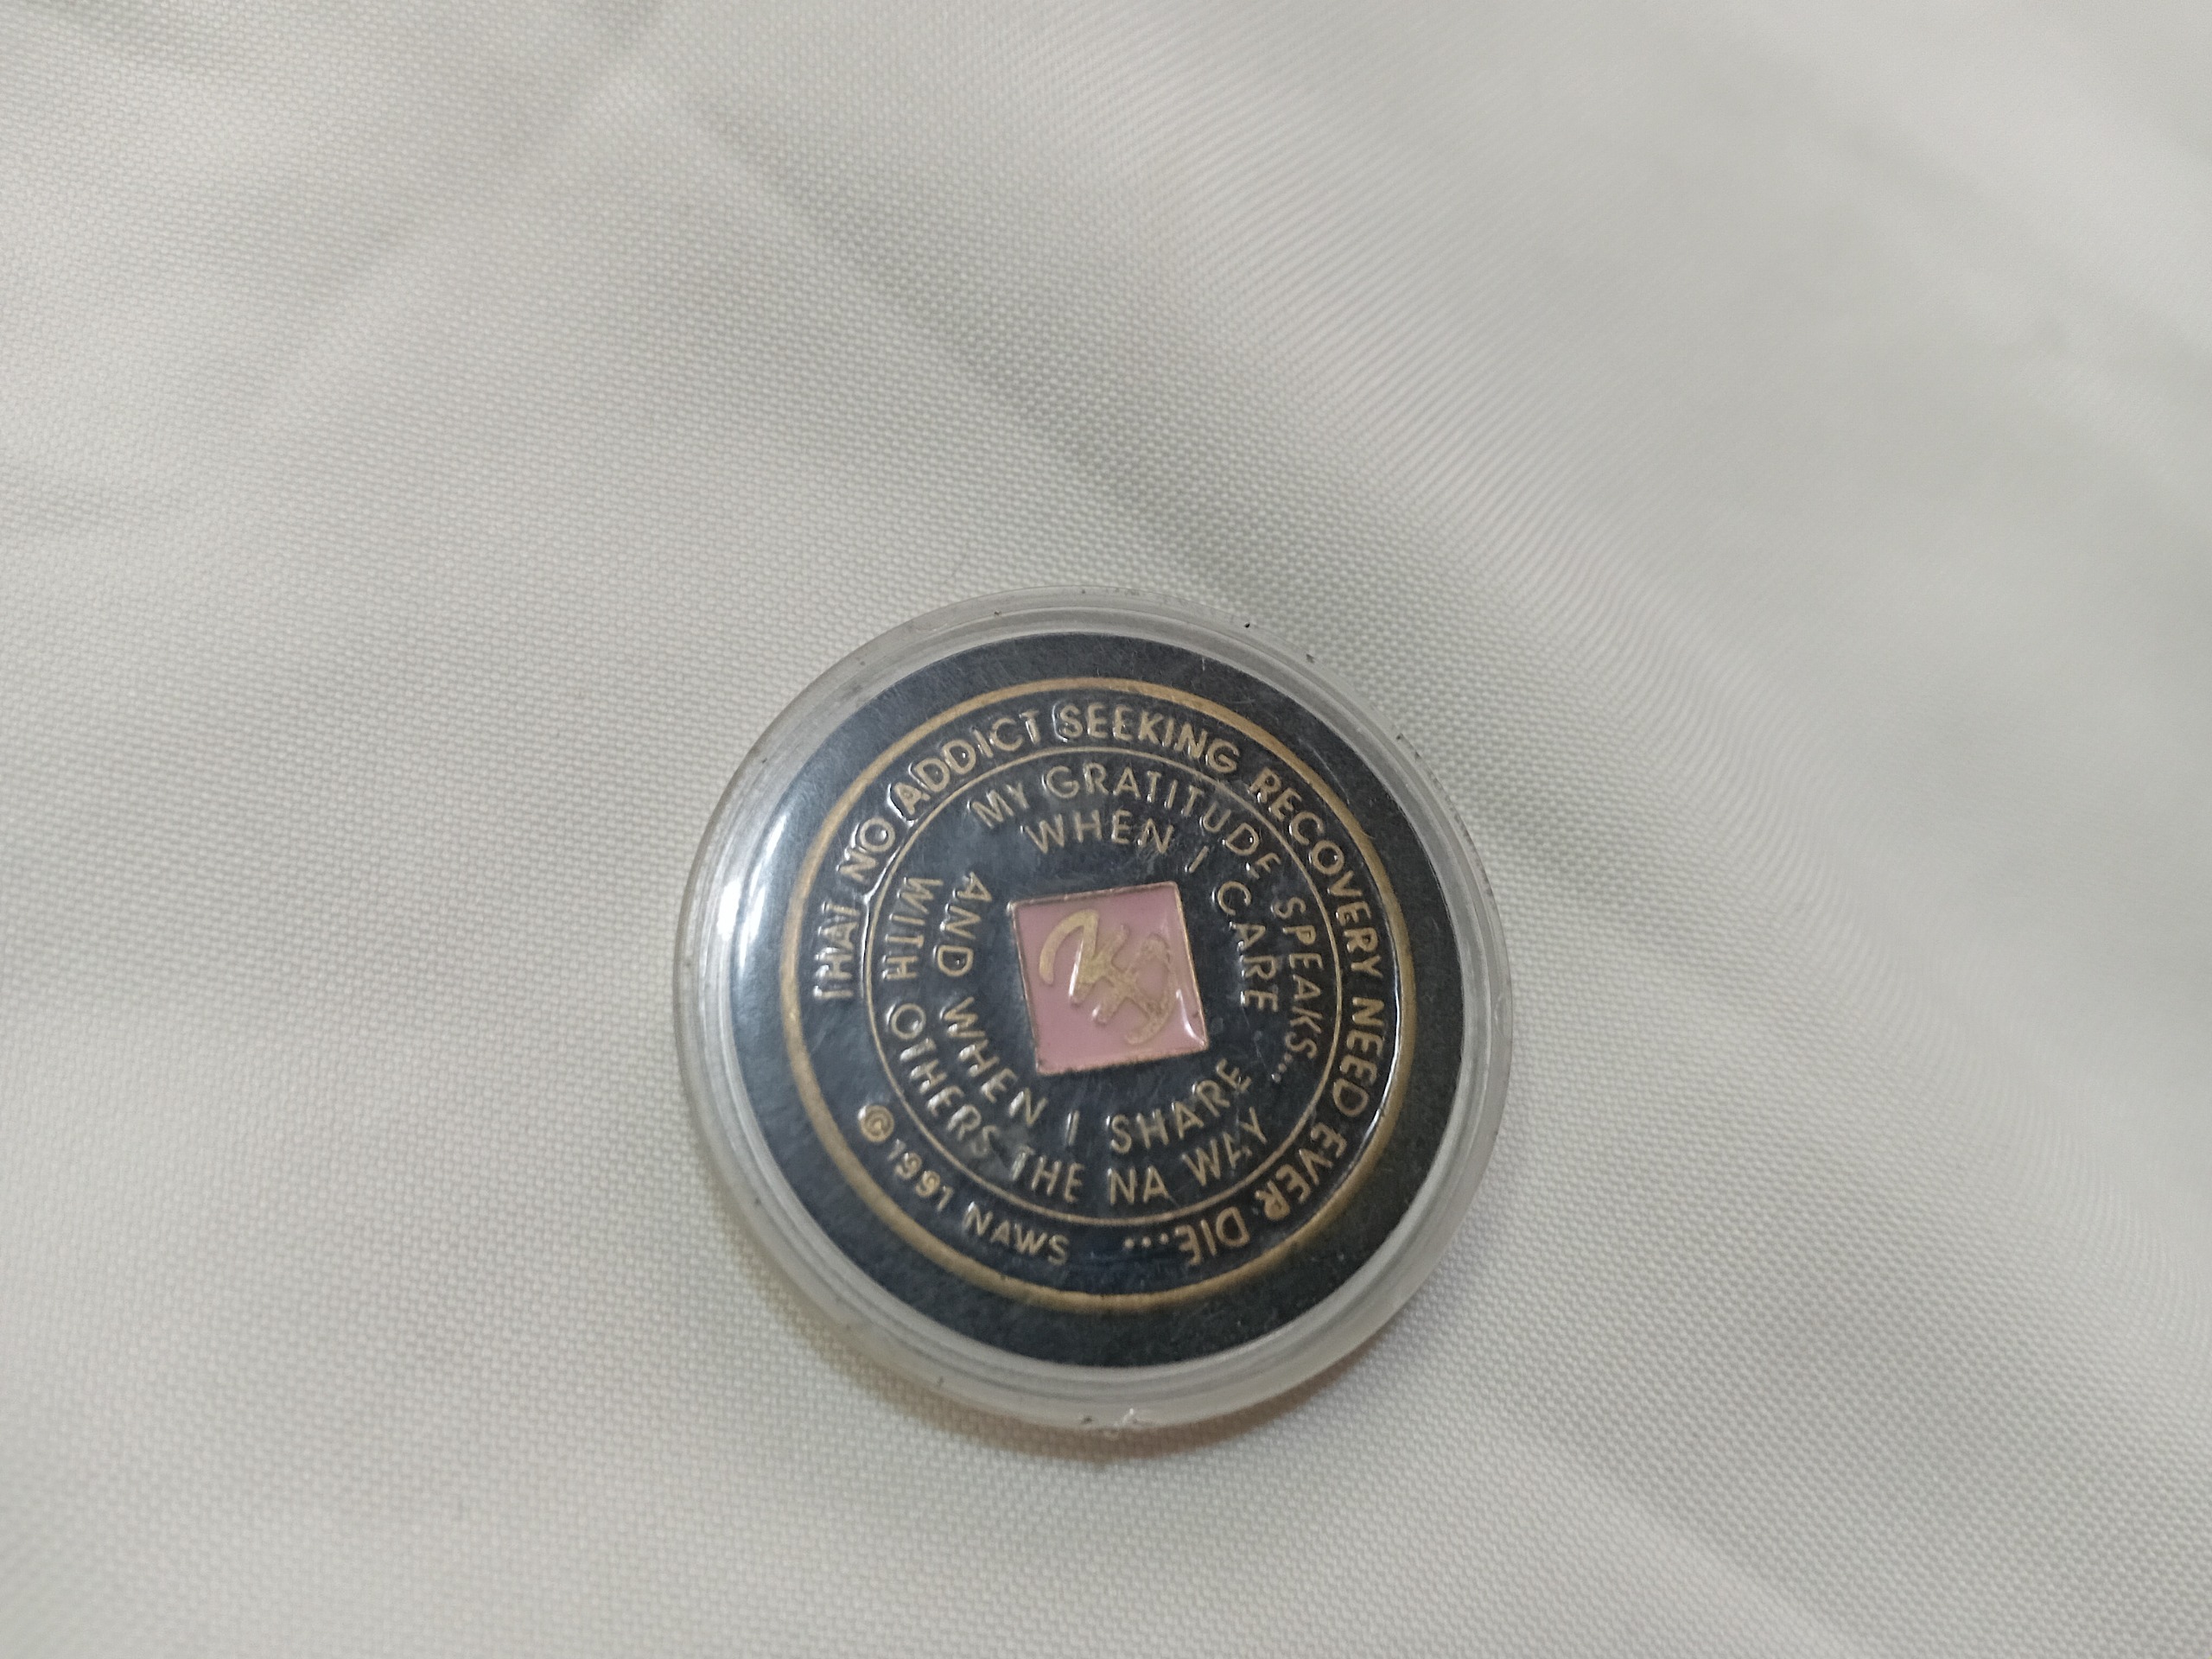 THAT NO ADDICT SEEKING RECOVERY NEED EVER DIE...
MY GRATITUDE SPEAKS...
WHEN I CARE
AND WHEN I SHARE
WITH OTHERS THE NA WAY
©1991 NAWS